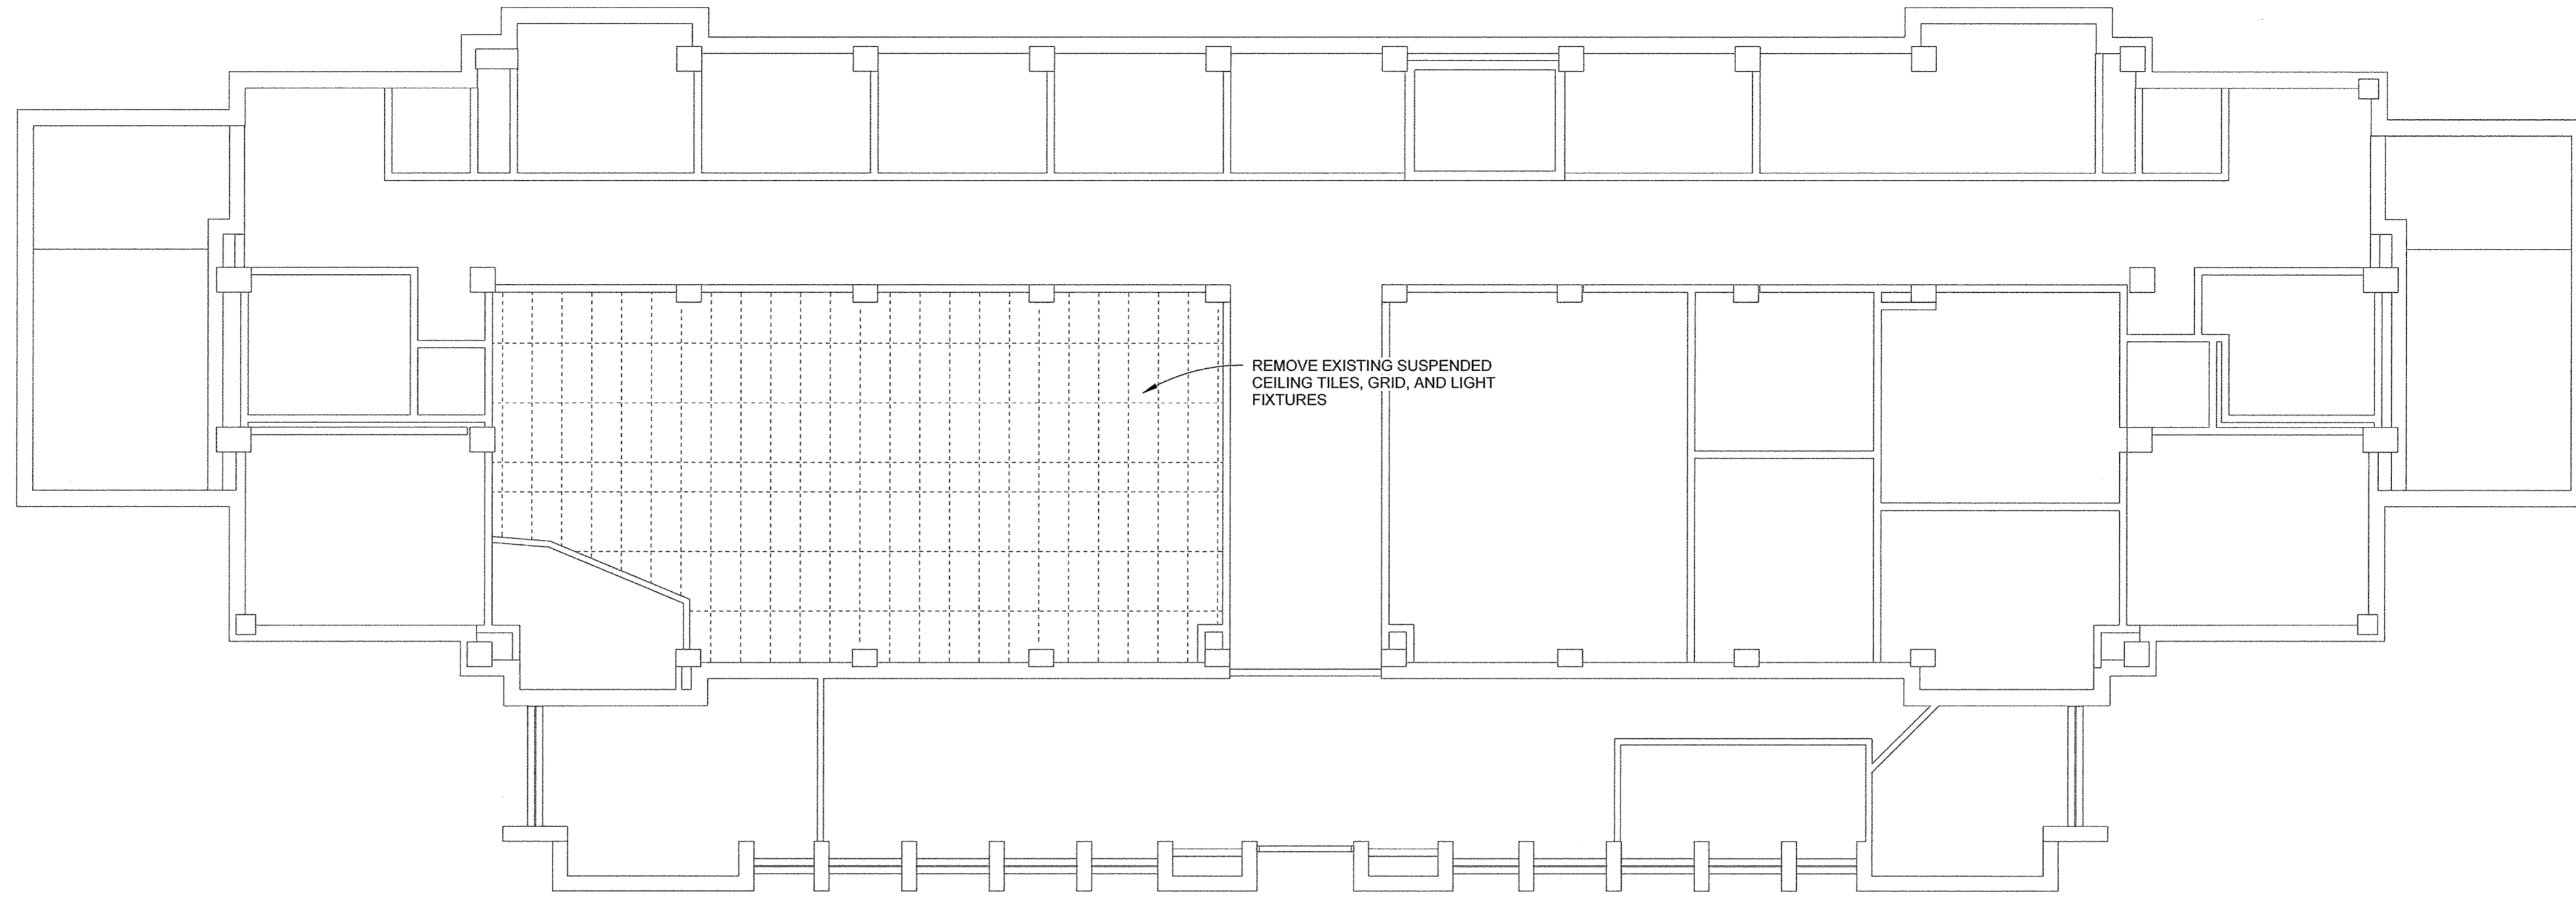 REMOVE EXISTING SUSPENDED
CEILING TILES, GRID, AND LIGHT
FIXTURES